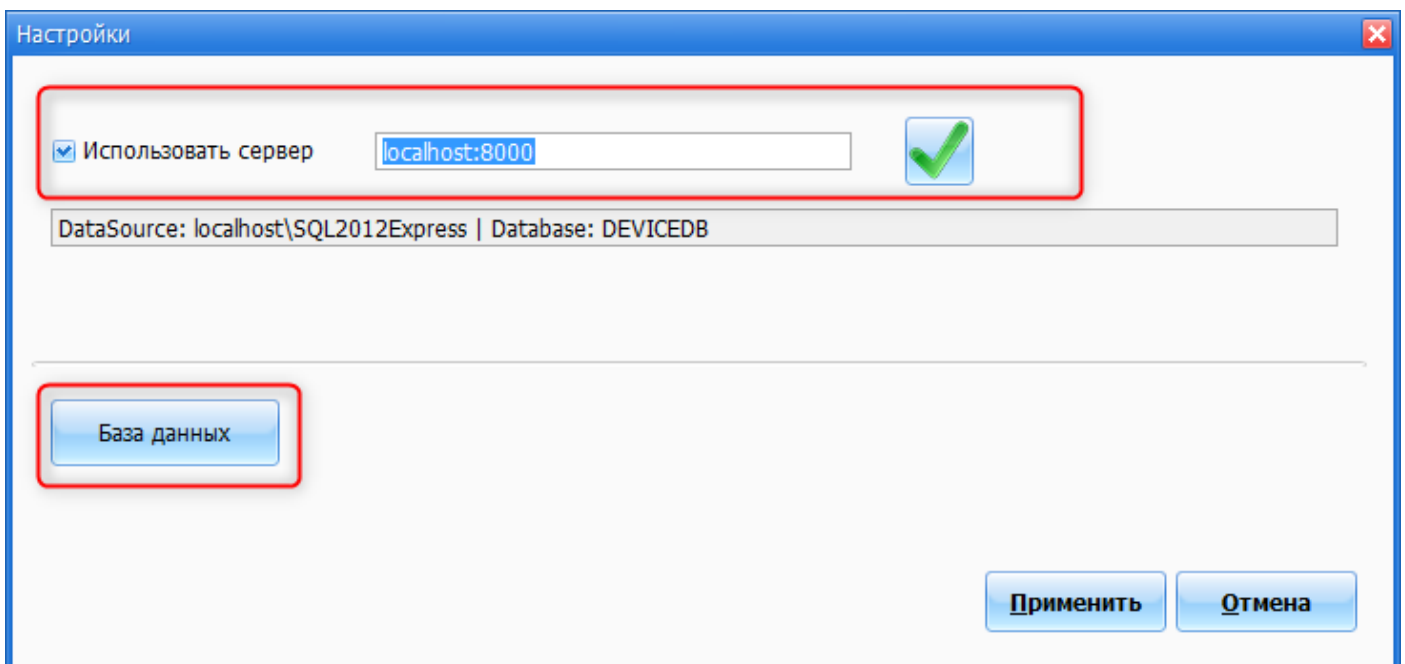 Настройки
Использовать сервер localhost:8000
DataSource: localhost\SQL2012Express | Database: DEVICEDB
База данных
Применить Отмена